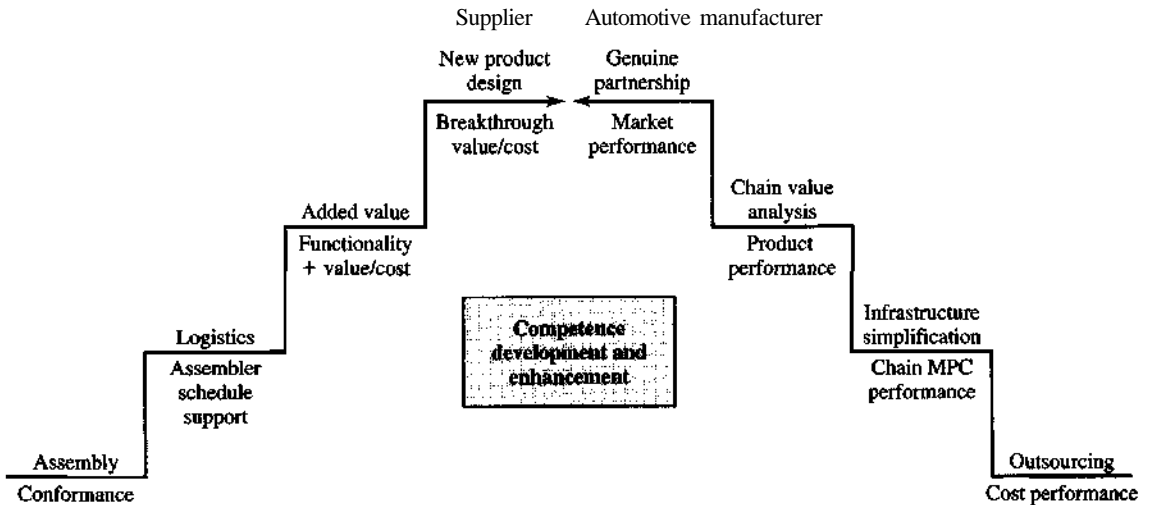 Supplier
Automotive manufacturer
New product
design
Genuine
partnership
Breakthrough
value/cost
Market
performance
Added value
Functionality
+ value/cost
Chain value
analysis
Product
performance
Logistics
Assembler
schedule
support
Competence
development and
enhancement
Infrastructure
simplification
Chain MPC
performance
Assembly
Conformance
Outsourcing
Cost performance